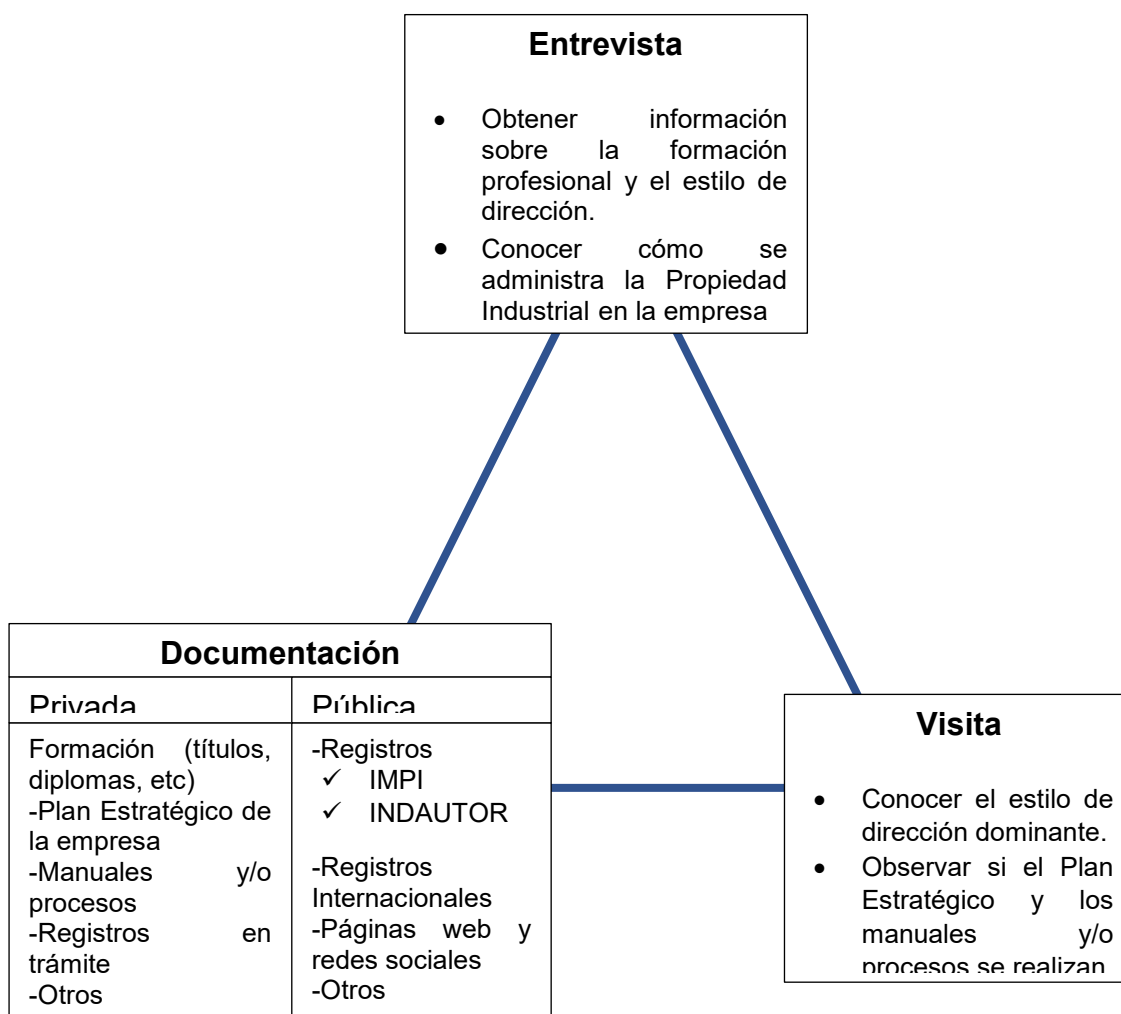 Entrevista
• Obtener información
sobre la formación
profesional y el estilo de
dirección.
• Conocer cómo se
administra la Propiedad
Industrial en la empresa
Documentación
Privada
Formación (títulos,
diplomas, etc)
-Plan Estratégico de
la empresa
-Manuales y/o
procesos
-Registros en
trámite
-Otros
Pública
-Registros
✓ IMPI
✓ INDAUTOR
-Registros
Internacionales
-Páginas web y
redes sociales
-Otros
Visita
• Conocer el estilo de
dirección dominante.
• Observar si el Plan
Estratégico y los
manuales y/o
procesos se realizan